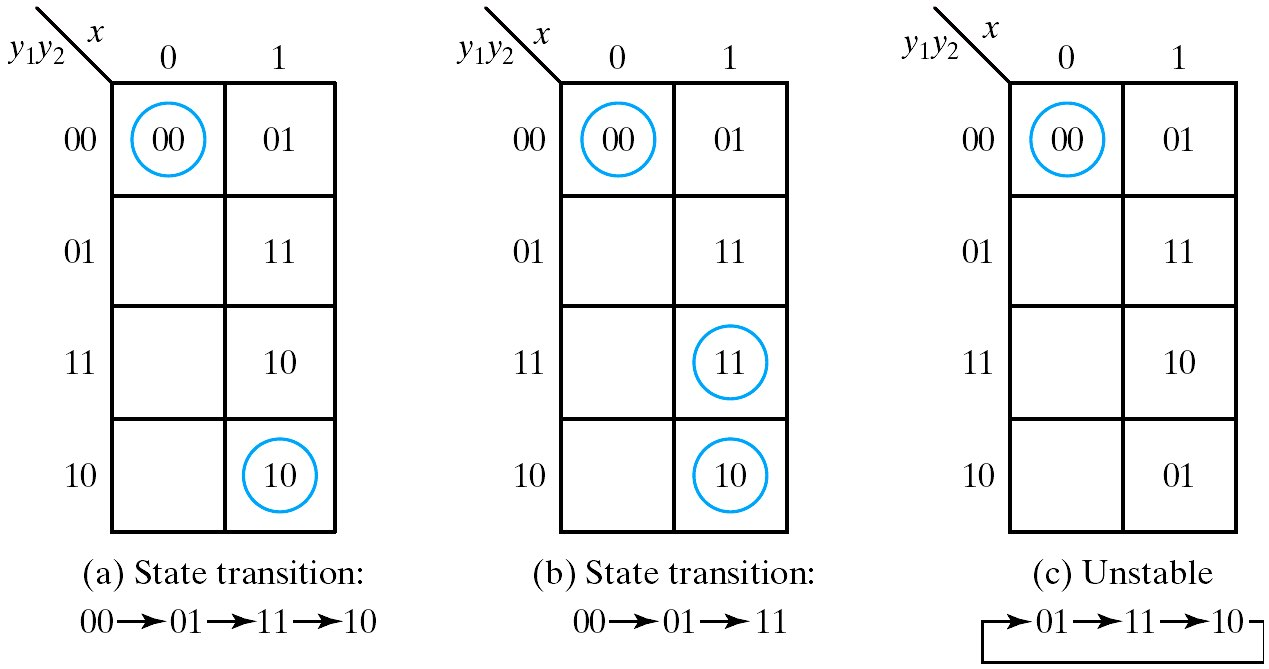 x x x
y1y2 y1y2 y1y2
0 1 0 1 0 1
00 00 01 00 00 01 00 00 01
01 11 01 11 01 11
11 10 11 11 11 10
10 10 10 10 10 01
(a) State transition: (b) State transition: (c) Unstable
00→01→11→10 00→01→11 →01→11→10